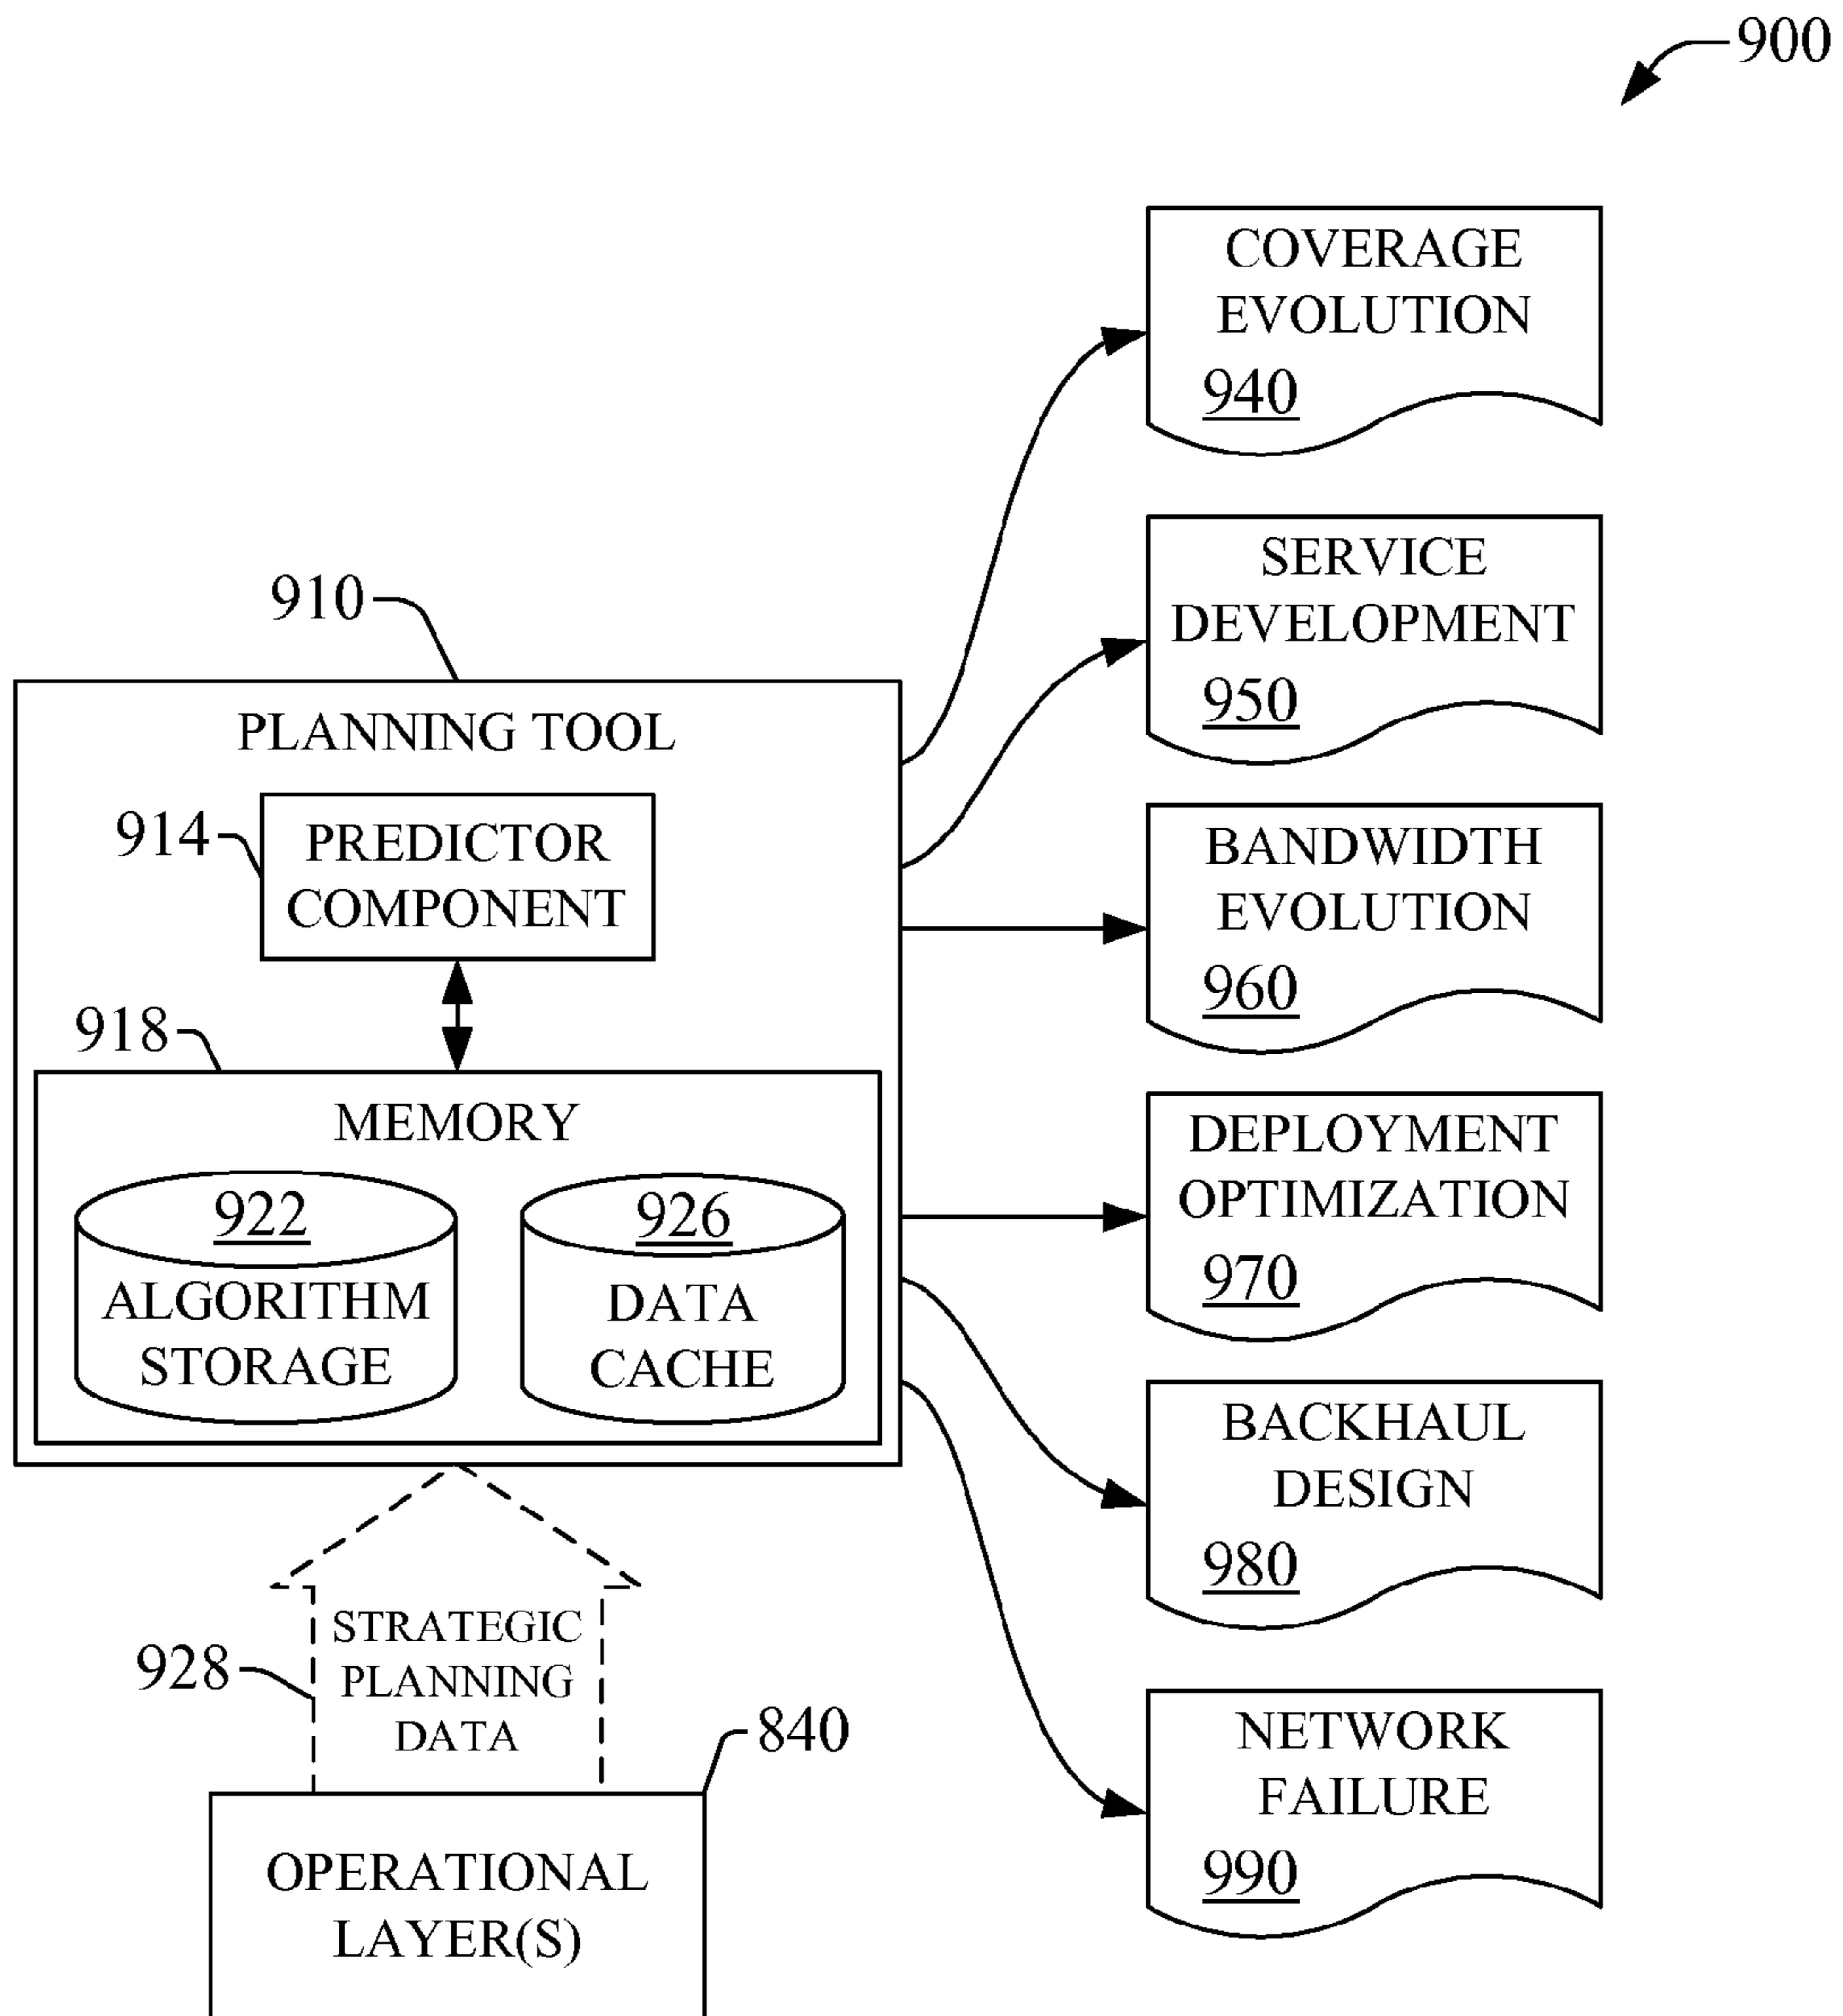 900
COVERAGE
EVOLUTION
940
SERVICE
DEVELOPMENT
950
910
PLANNING TOOL
914
PREDICTOR
COMPONENT
BANDWIDTH
EVOLUTION
960
918
MEMORY
922
ALGORITHM
STORAGE
926
DATA
CACHE
DEPLOYMENT
OPTIMIZATION
970
BACKHAUL
DESIGN
980
928
STRATEGIC
PLANNING
DATA
840
OPERATIONAL
LAYER(S)
NETWORK
FAILURE
990